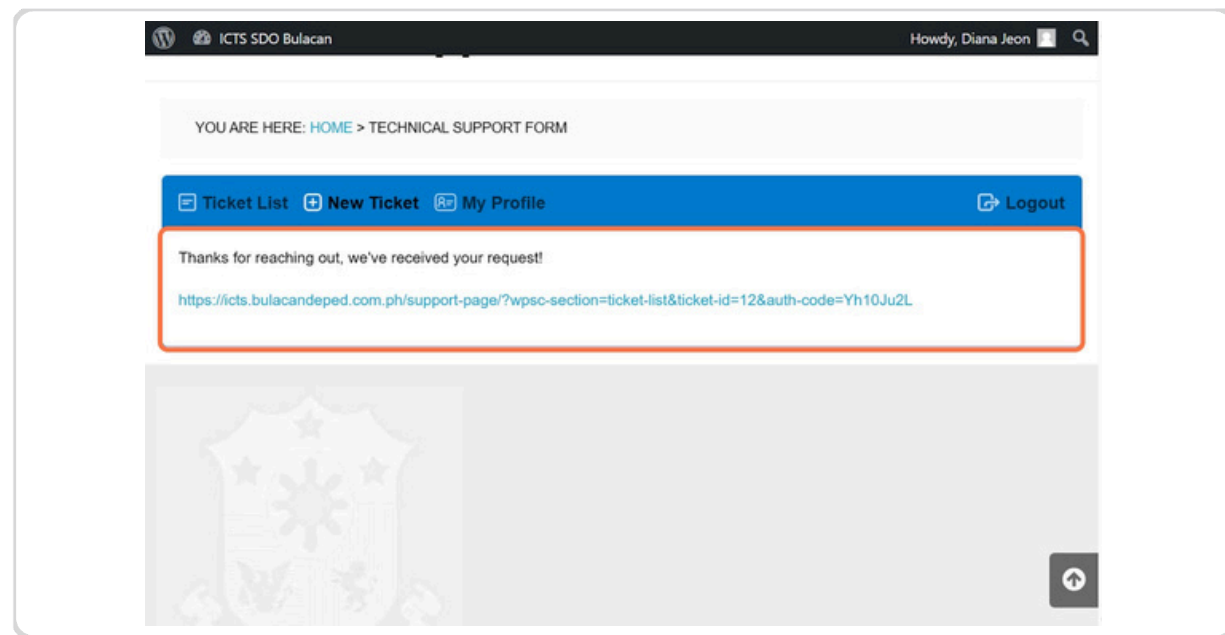 ICTS SDO Bulacan
Howdy, Diana Jeon
YOU ARE HERE: HOME > TECHNICAL SUPPORT FORM
Ticket List New Ticket My Profile Logout
Thanks for reaching out, we've received your request!
https://icts.bulacandeped.com.ph/support-page/?wpsc-section=ticket-list&ticket-id=12&auth-code=Yh10Ju2L